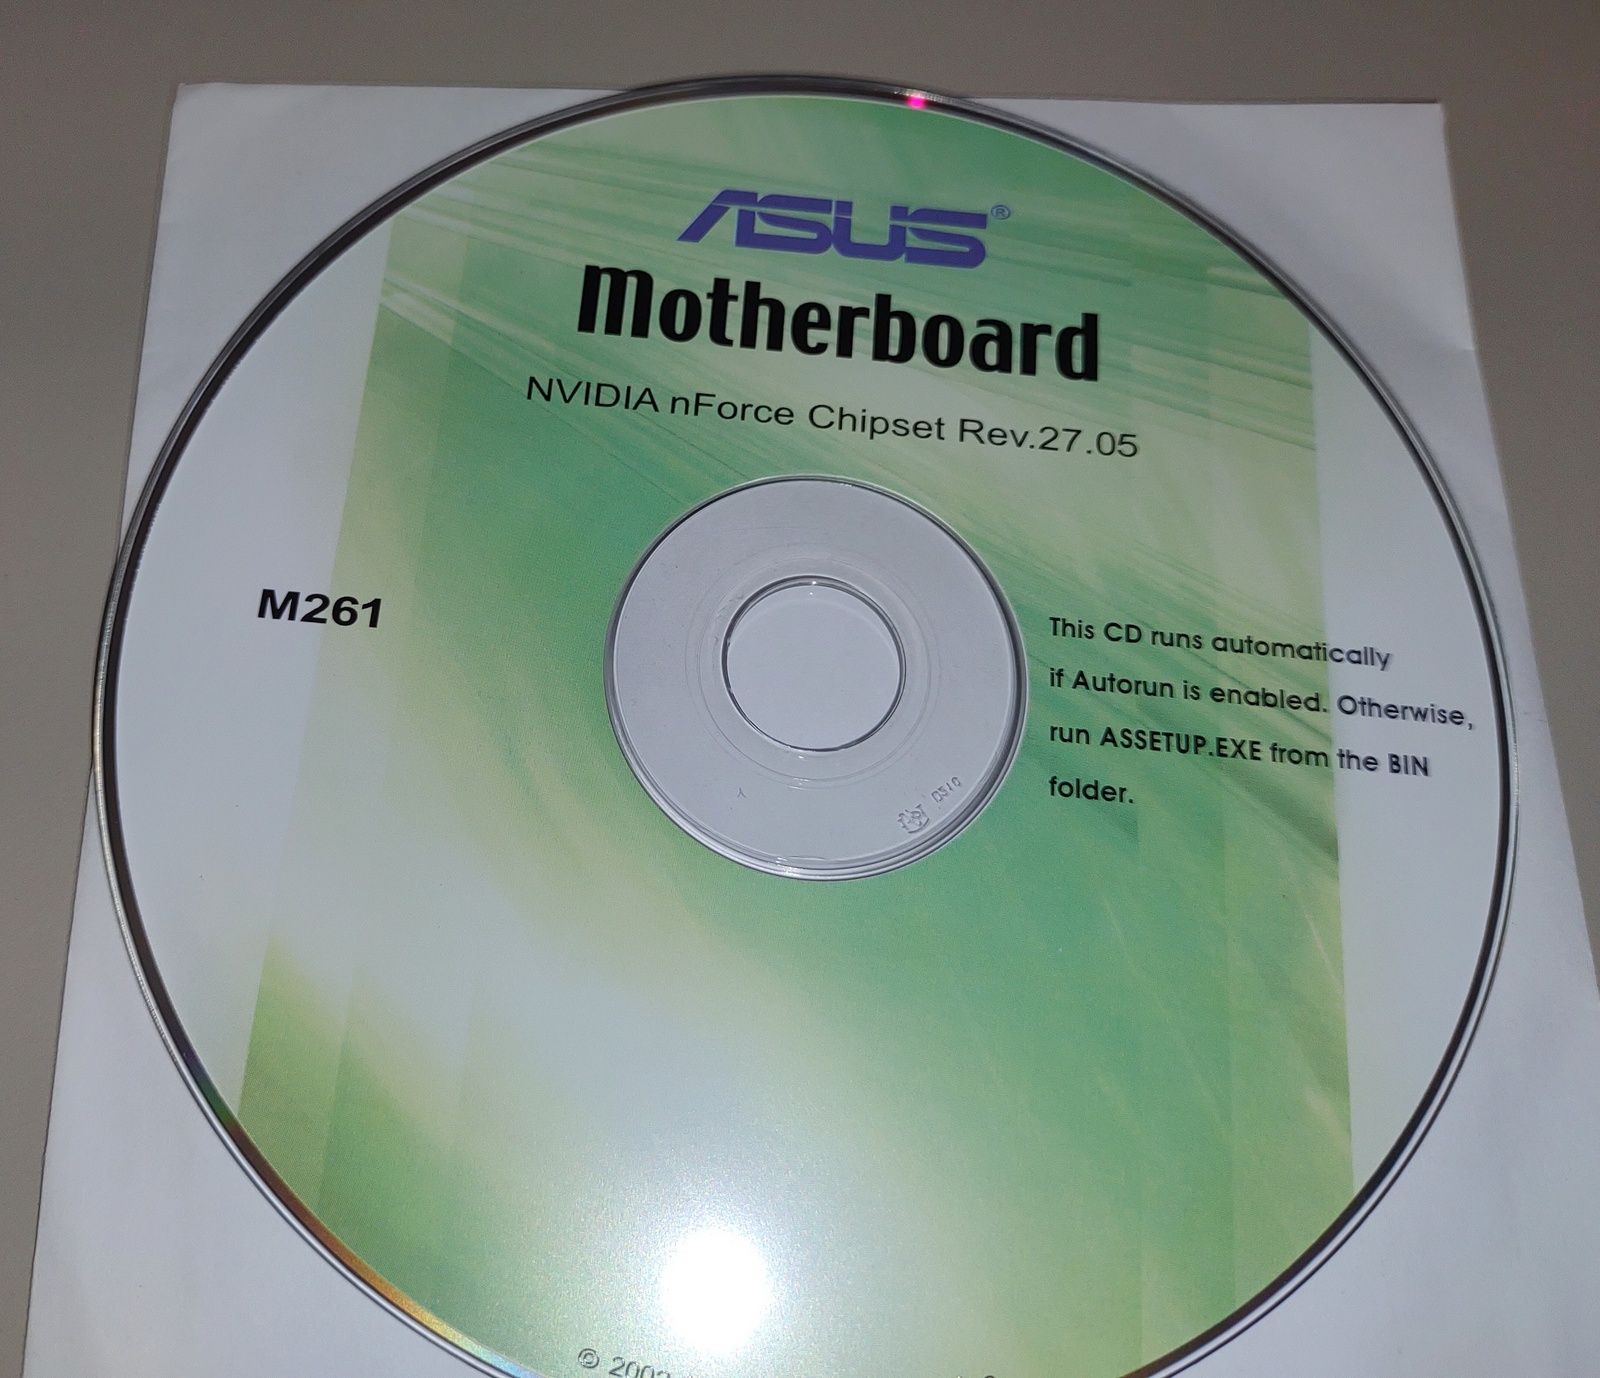 ASUS®
Motherboard
NVIDIA nForce Chipset Rev.27.05
M261
This CD runs automatically
if Autorun is enabled. Otherwise,
run ASSETUP.EXE from the BIN
folder.
©